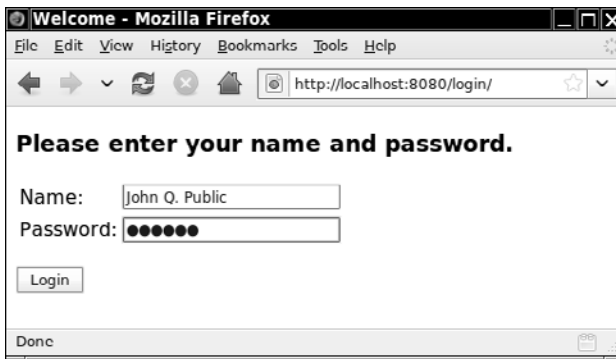 Welcome - Mozilla Firefox
File Edit View History Bookmarks Tools Help
http://localhost:8080/login/
Please enter your name and password.
Name: John Q. Public
Password: ●●●●●●
Login
Done